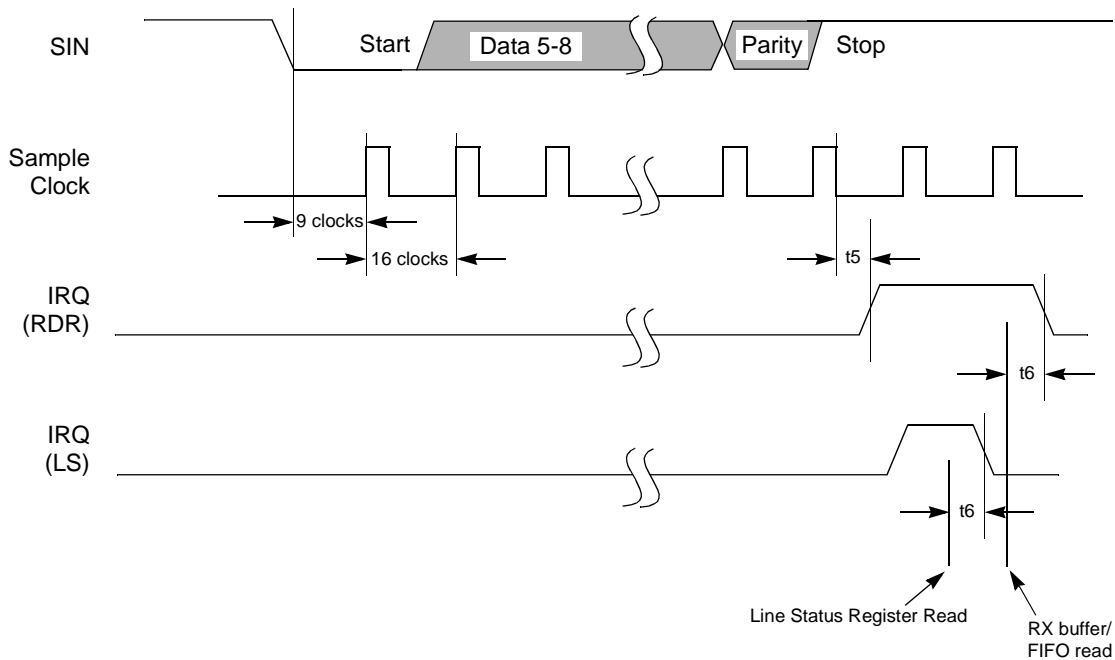 SIN
Start
Data 5-8
Parity
Stop
Sample
Clock
9 clocks
16 clocks
t5
IRQ
(RDR)
t6
IRQ
(LS)
t6
Line Status Register Read
RX buffer/
FIFO read